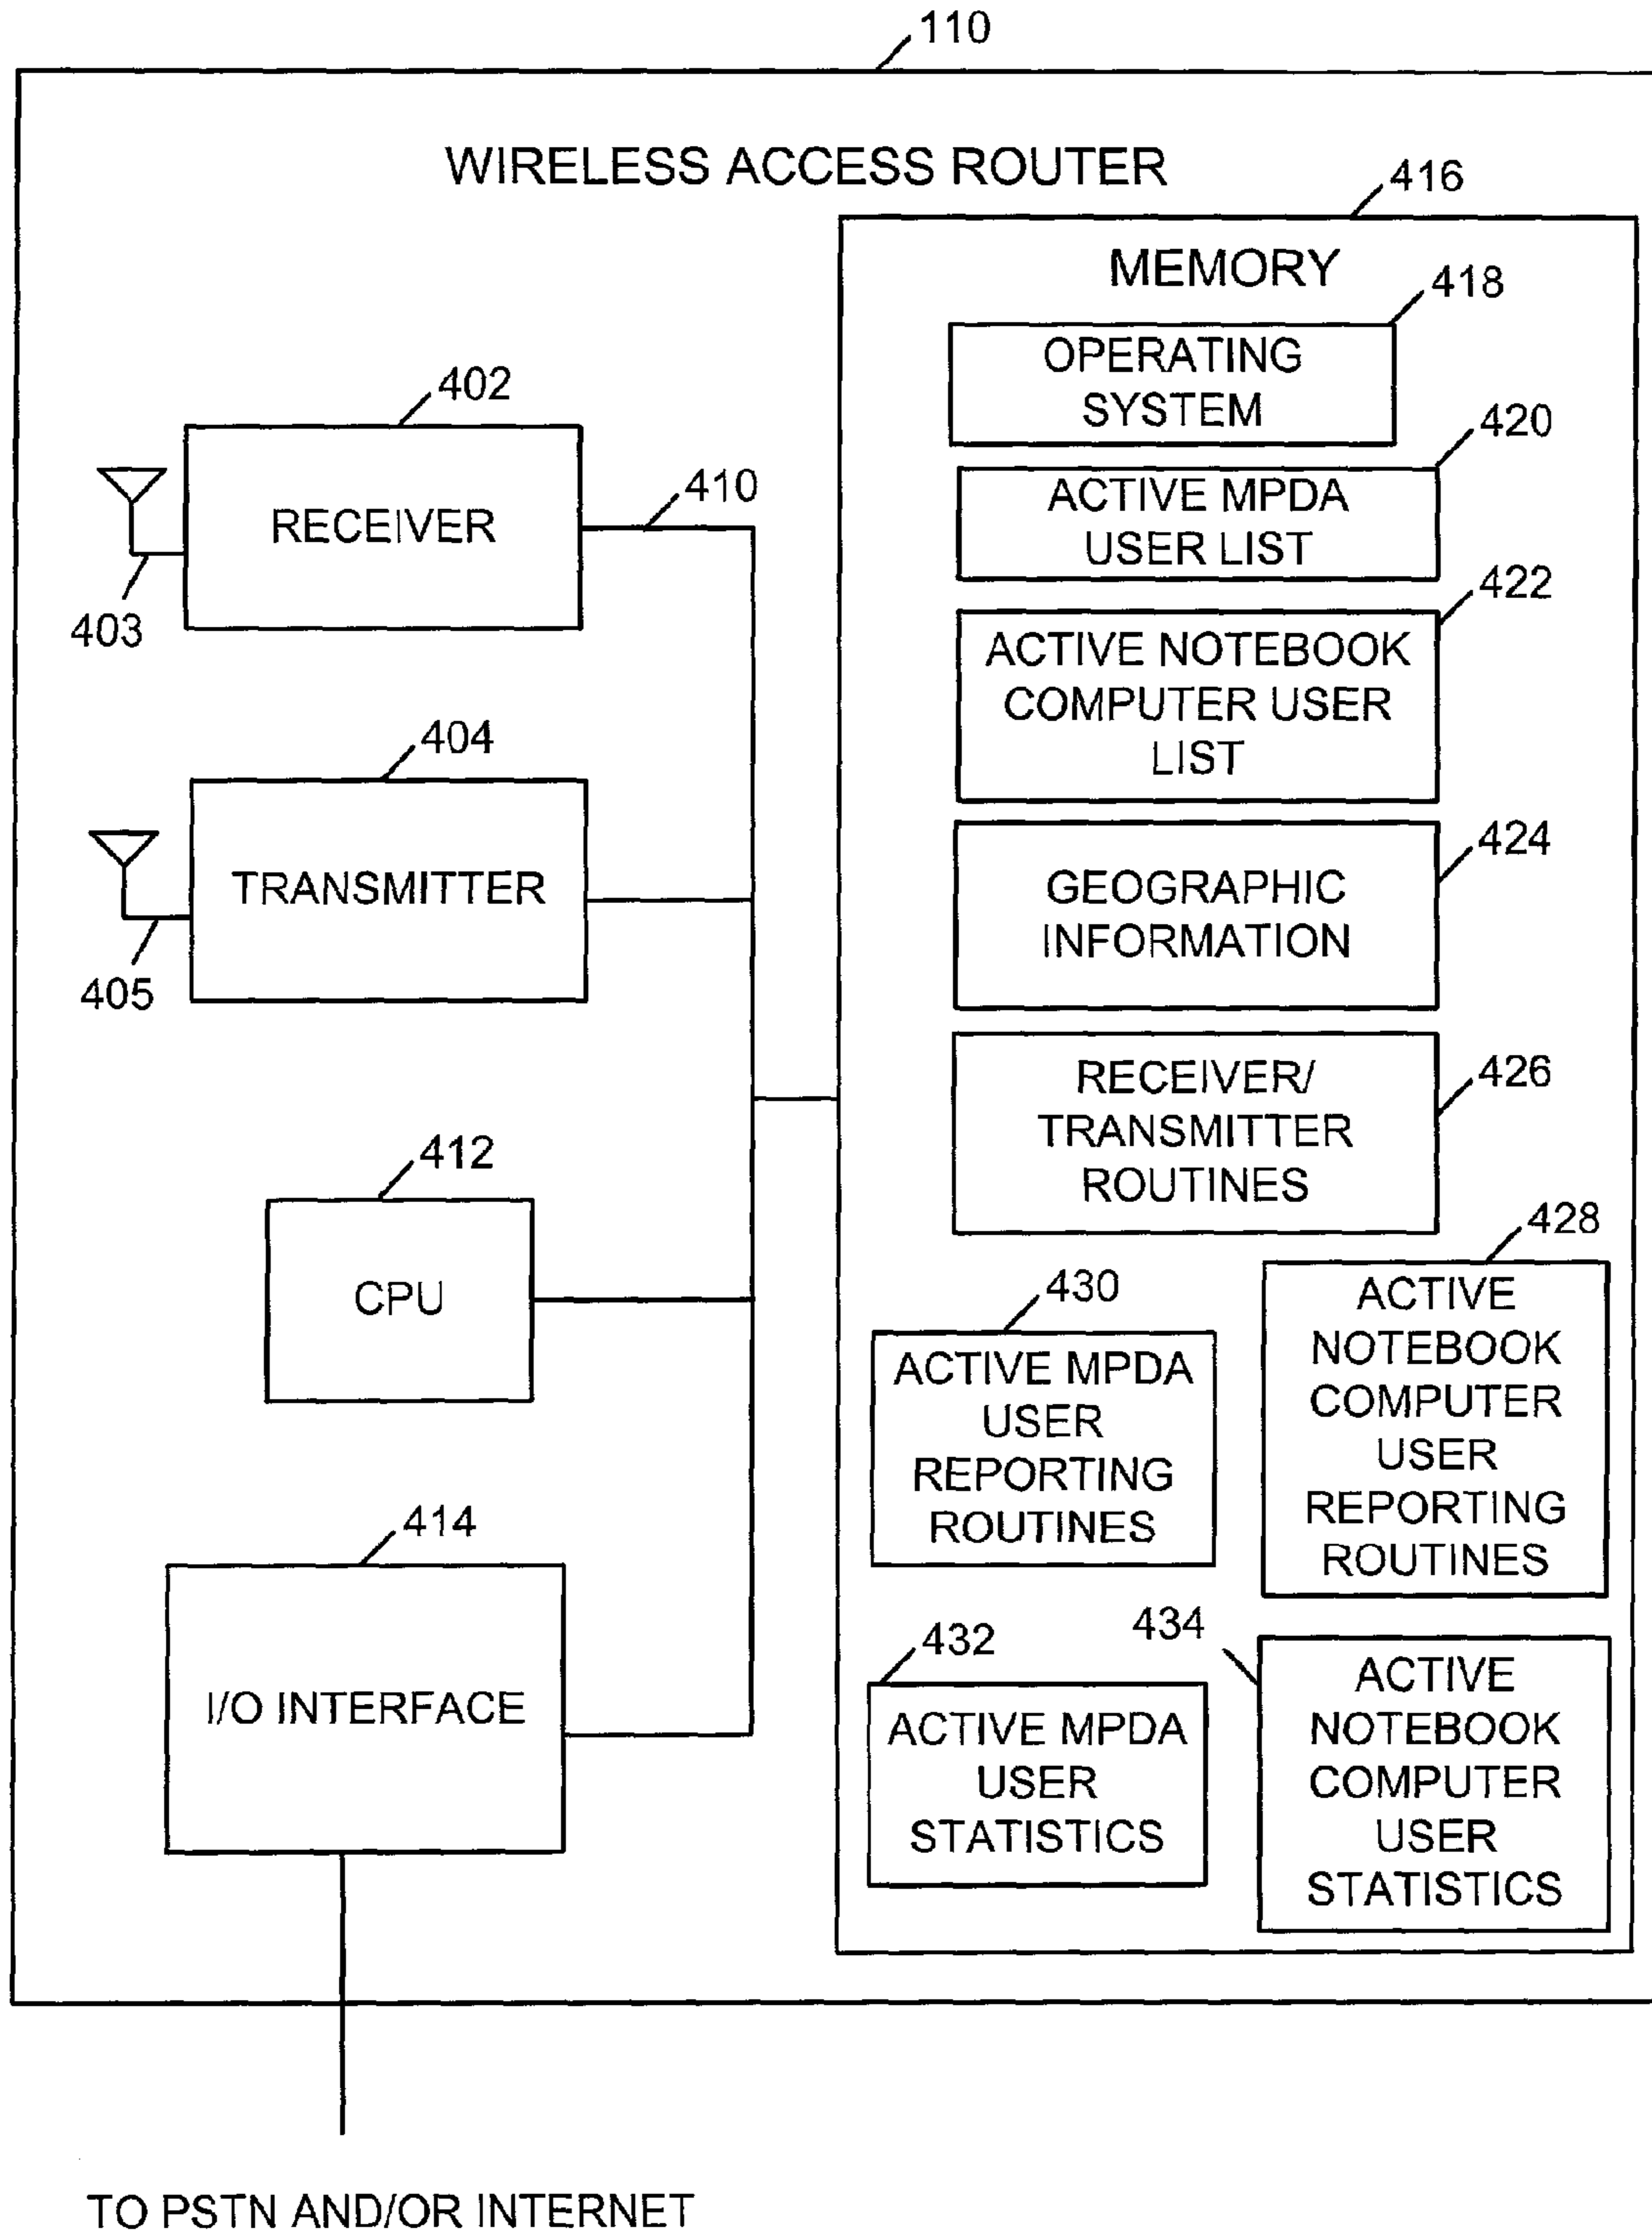 110
WIRELESS ACCESS ROUTER
416
MEMORY
418
OPERATING
SYSTEM
402
RECEIVER
403
410
420
ACTIVE MPDA
USER LIST
422
ACTIVE NOTEBOOK
COMPUTER USER
LIST
404
TRANSMITTER
405
424
GEOGRAPHIC
INFORMATION
426
RECEIVER/
TRANSMITTER
ROUTINES
412
CPU
428
ACTIVE
NOTEBOOK
COMPUTER
USER
REPORTING
ROUTINES
430
ACTIVE MPDA
USER
REPORTING
ROUTINES
414
I/O INTERFACE
432
ACTIVE MPDA
USER
STATISTICS
434
ACTIVE
NOTEBOOK
COMPUTER
USER
STATISTICS
TO PSTN AND/OR INTERNET